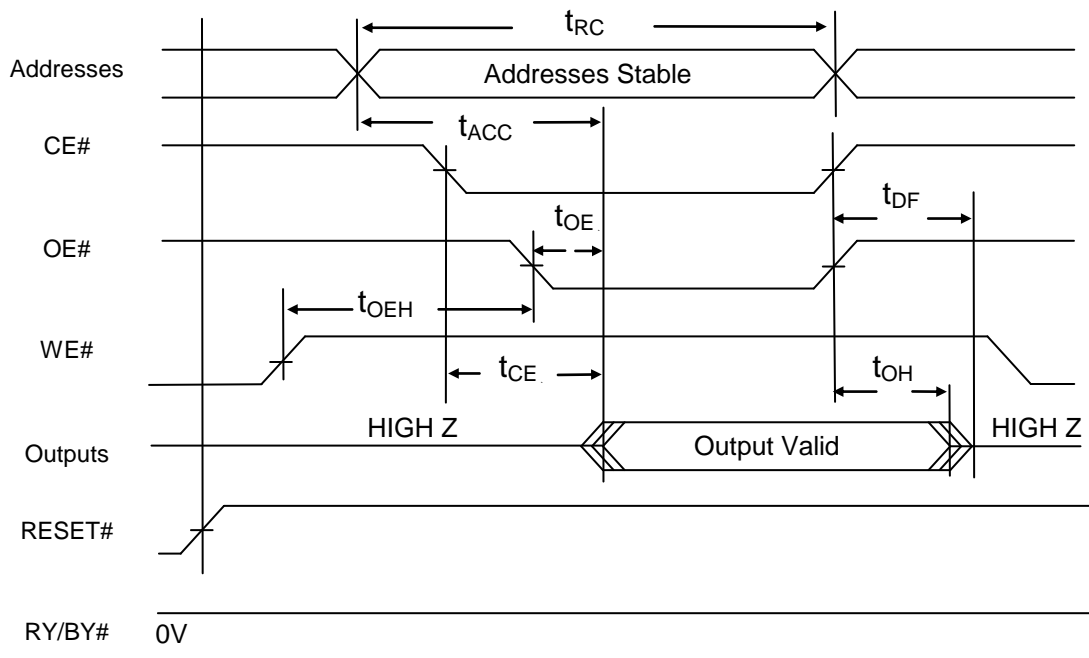 tRC
Addresses
Addresses Stable
tACC
CE#
tDF
tOE
OE#
tOEH
WE#
tCE
tOH
HIGH Z
Output Valid
HIGH Z
Outputs
RESET#
RY/BY#
0V